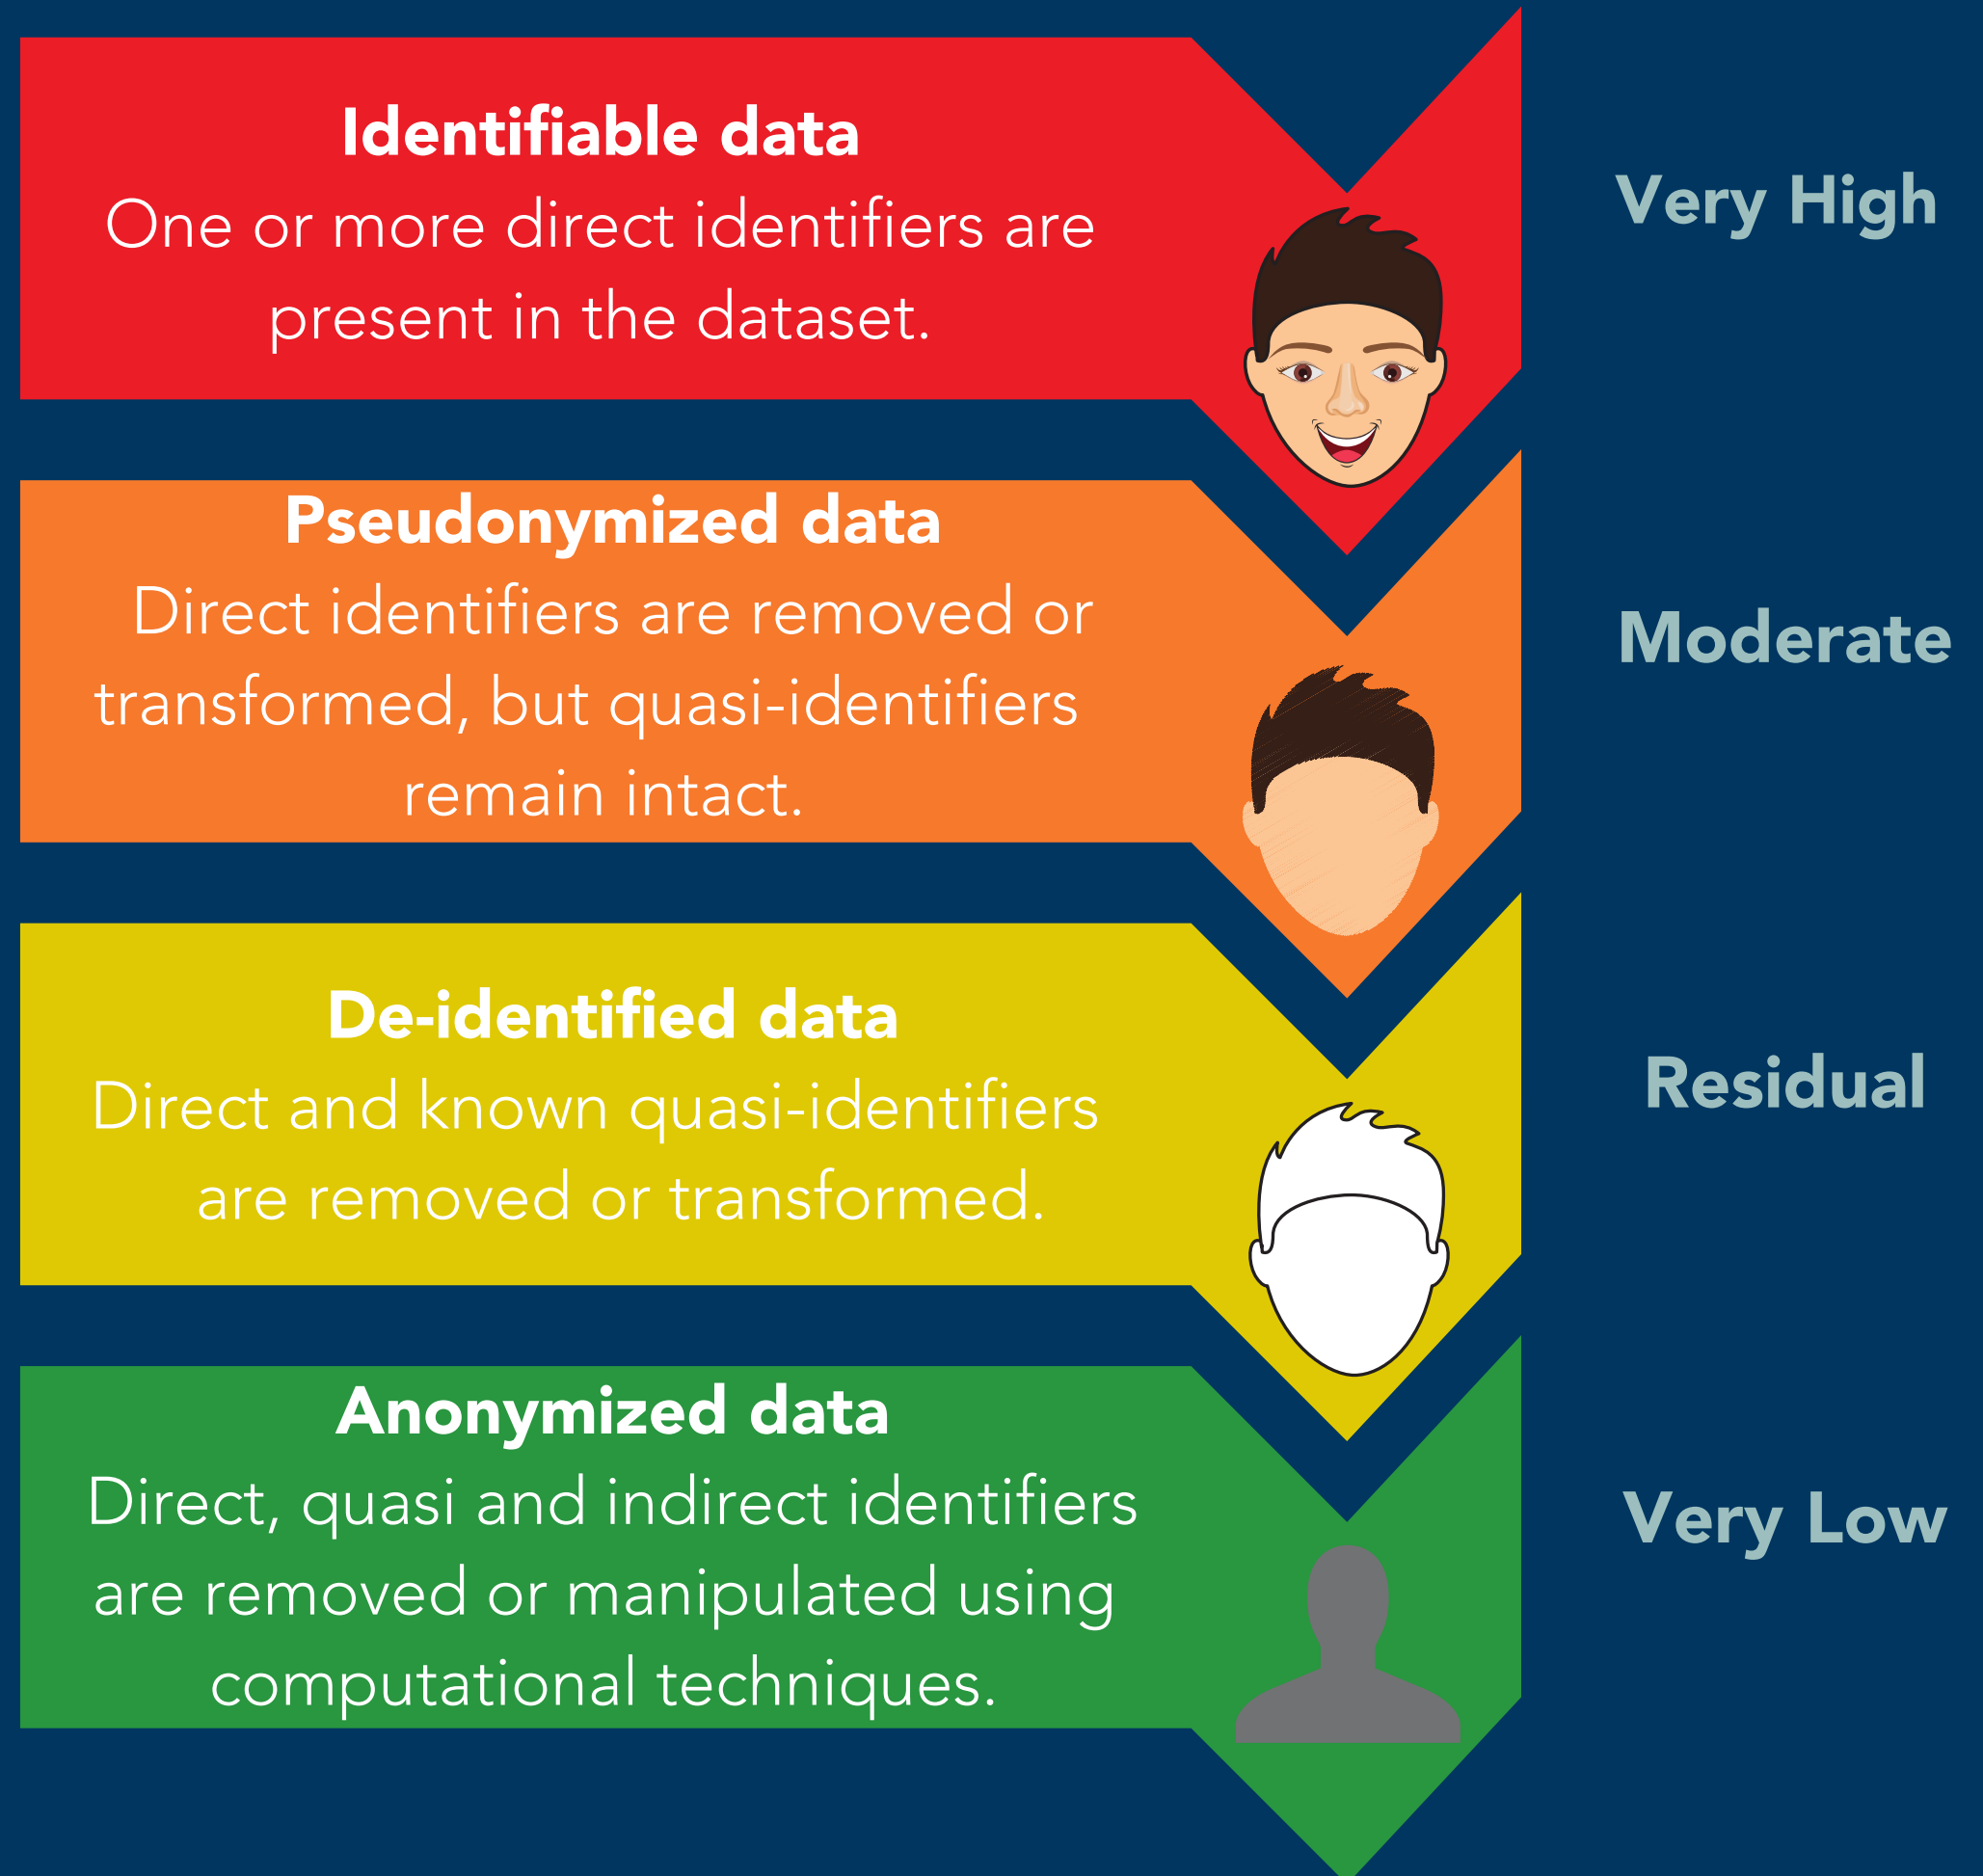 Identifiable data
One or more direct identifiers are
present in the dataset.
Very High
Pseudonymized data
Direct identifiers are removed or
transformed, but quasi-identifiers
remain intact.
Moderate
De-identified data
Direct and known quasi-identifiers
are removed or transformed.
Residual
Anonymized data
Direct, quasi and indirect identifiers
are removed or manipulated using
computational techniques.
Very Low